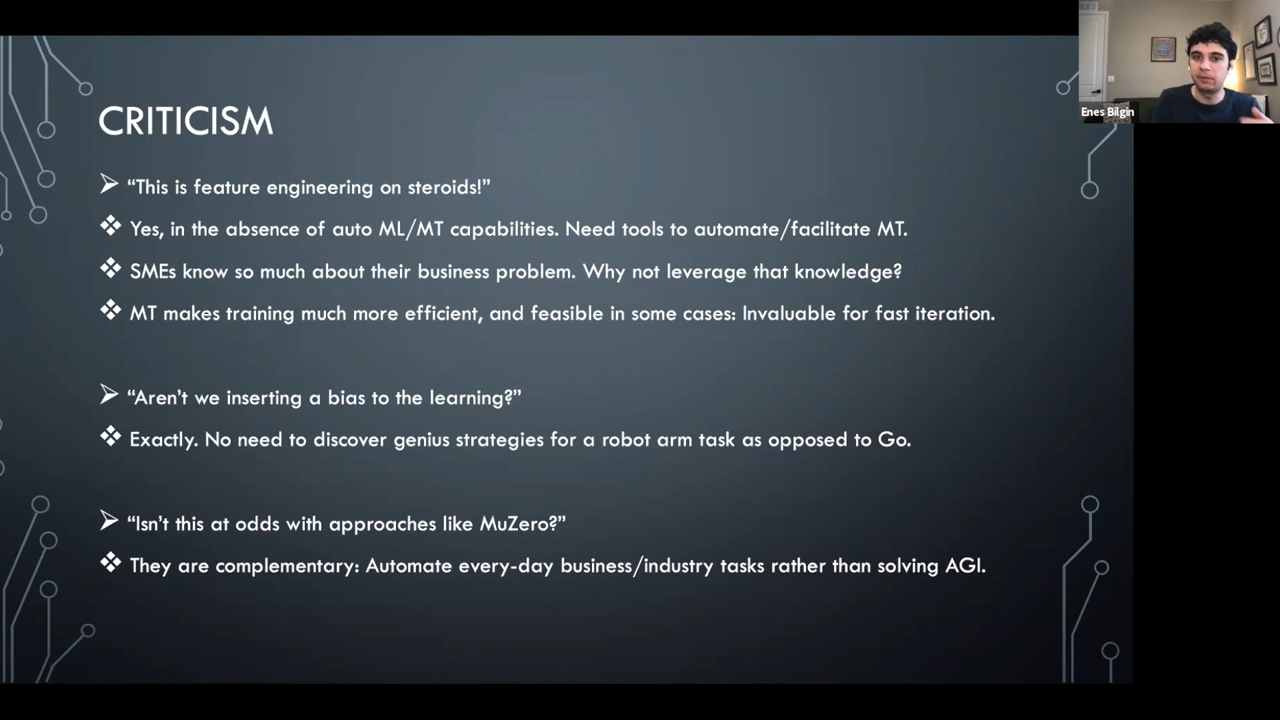 Enes Bilgin
CRITICISM
➢ “This is feature engineering on steroids!”
❖ Yes, in the absence of auto ML/MT capabilities. Need tools to automate/facilitate MT.
❖ SMEs know so much about their business problem. Why not leverage that knowledge?
❖ MT makes training much more efficient, and feasible in some cases: Invaluable for fast iteration.
➢ “Aren’t we inserting a bias to the learning?”
❖ Exactly. No need to discover genius strategies for a robot arm task as opposed to Go.
➢ “Isn’t this at odds with approaches like MuZero?”
❖ They are complementary: Automate every-day business/industry tasks rather than solving AGI.